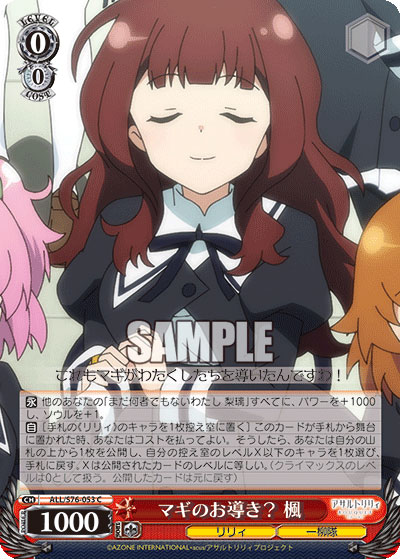 LEVEL
0
0
COST
SAMPLE
これもマギがわたくしたちを導いたんですわ！
永 他のあなたの「まだ何者でもないわたし 梨璃」すべてに、パワーを+1000
し、ソウルを+1。
自 [手札の《リリィ》のキャラを1枚控え室に置く] このカードが手札から舞台
に置かれた時、あなたはコストを払ってよい。そうしたら、あなたは自分の山
札の上から1枚を公開し、自分の控え室のレベルX以下のキャラを1枚選び、
手札に戻す。Xは公開されたカードのレベルに等しい。（クライマックスのレベ
ルは0として扱う。公開したカードは元に戻す）
CH ALL/S76-053 C
POWER
1000
マギのお導き？ 楓
アサルトリリィ
リリィ
一柳隊
©AZONE INTERNATIONAL・acus/アサルトリリィプロジェクト